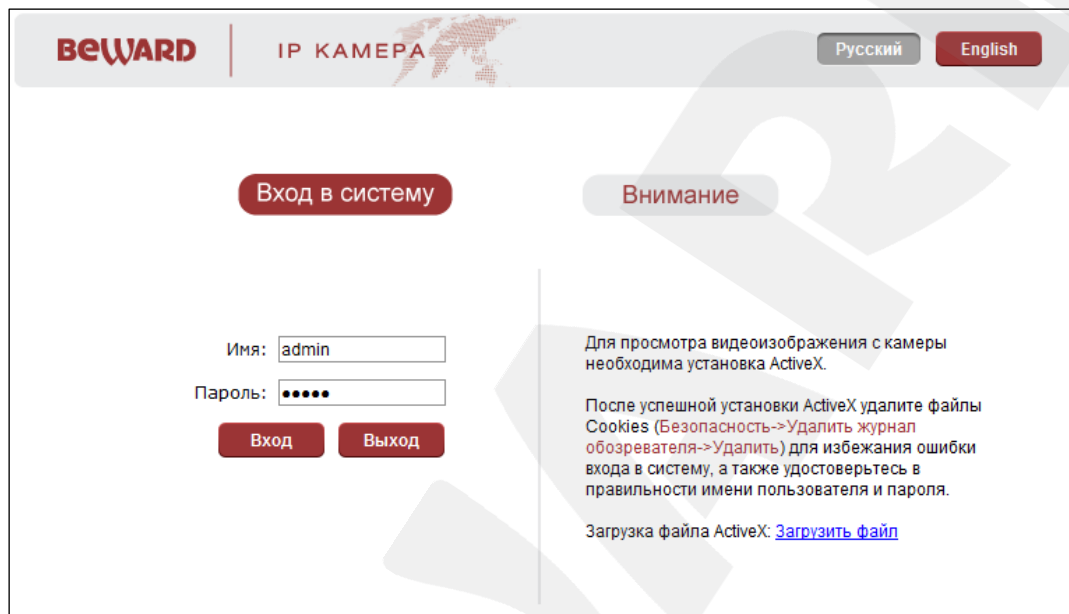 BEWARD
IP КАМЕРА
Русский
English
Вход в систему
Внимание
Имя: admin
Пароль: •••••
Вход
Выход
Для просмотра видеоизображения с камеры
необходима установка ActiveX.
После успешной установки ActiveX удалите файлы
Cookies (Безопасность->Удалить журнал
обозревателя->Удалить) для избежания ошибки
входа в систему, а также удостоверьтесь в
правильности имени пользователя и пароля.
Загрузка файла ActiveX: Загрузить файл